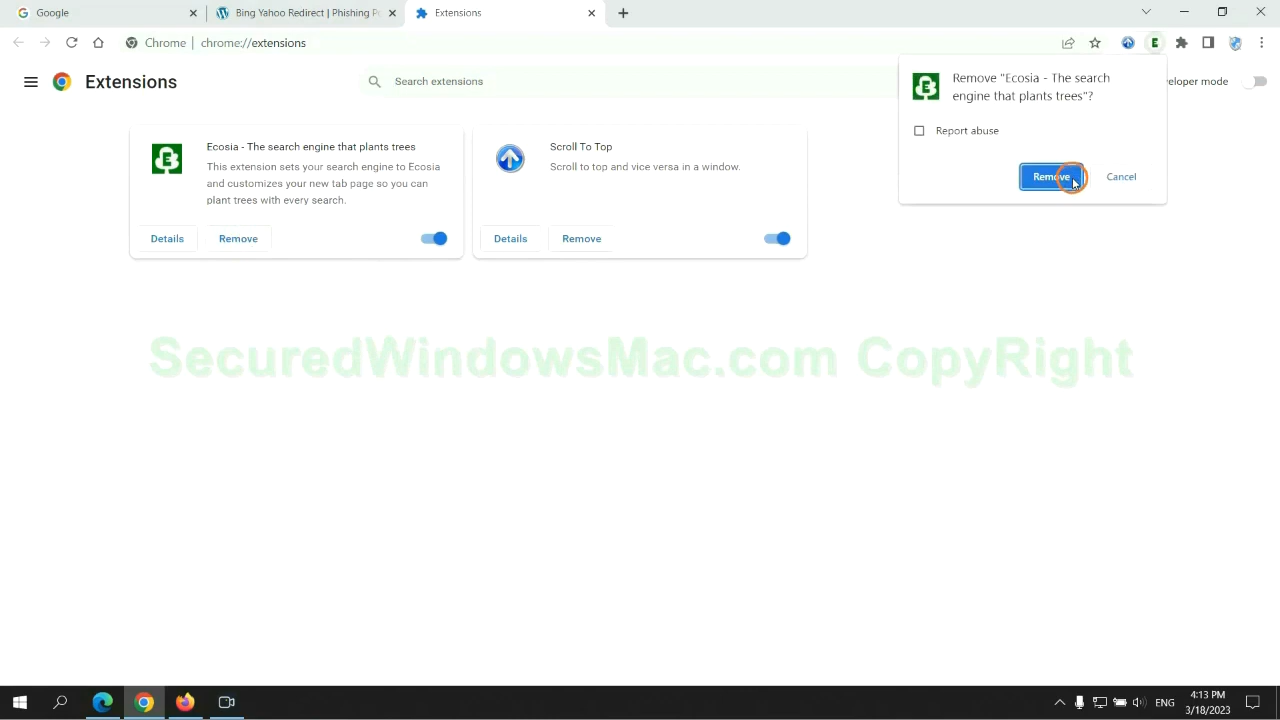 Google
Bing Yahoo Redirect | Phishing P
Extensions
Chrome
chrome://extensions
Extensions
Search extensions
eloper mode
Remove "Ecosia - The search
engine that plants trees"?
Report abuse
Remove
Cancel
Ecosia - The search engine that plants trees
This extension sets your search engine to Ecosia
and customizes your new tab page so you can
plant trees with every search.
Details
Remove
Scroll To Top
Scroll to top and vice versa in a window.
Details
Remove
SecuredWindowsMac.com CopyRight
ENG
4:13 PM
3/18/2023